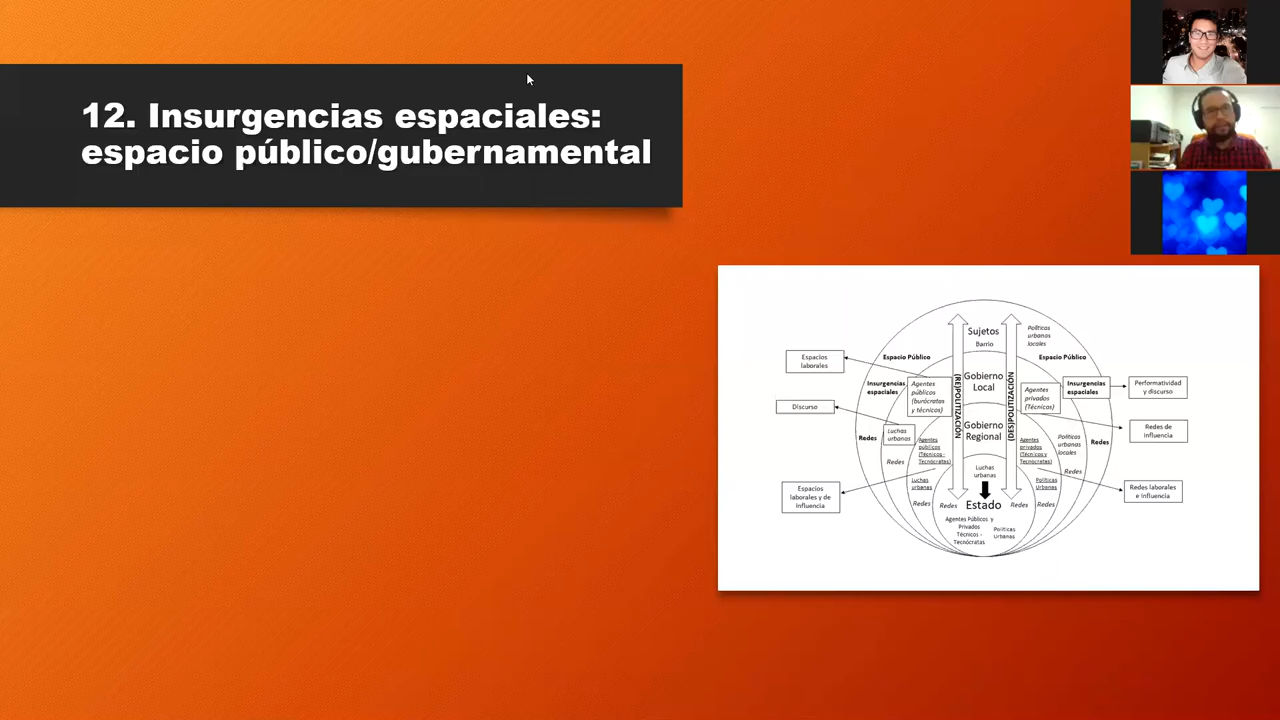 12. Insurgencias espaciales:
espacio público/gubernamental
Sujetos
Barrio
Políticas
urbanas
locales
Espacio Público
Espacio Público
Espacios
laborales
Gobierno
Local
Insurgencias
espaciales
Agentes
públicos
(burócratas
y técnicos)
(RE)POLITIZACIÓN
(DES)POLITIZACIÓN
Agentes
privados
(Técnicos)
Insurgencias
espaciales
Performatividad
y discurso
Discurso
Gobierno
Regional
Redes
Luchas
urbanas
Agentes
públicos
(Técnicos -
Tecnócratas)
Agentes
privados
(Técnicos y
Tecnócratas)
Políticas
urbanas
locales
Redes
Redes de
influencia
Redes
Redes
Luchas
urbanas
Luchas
urbanas
Políticas
Urbanas
Espacios
laborales y de
influencia
Redes laborales
e influencia
Redes
Redes
Estado
Redes
Redes
Agentes Públicos y
Privados
Técnicos -
Tecnócratas
Políticas
Urbanas